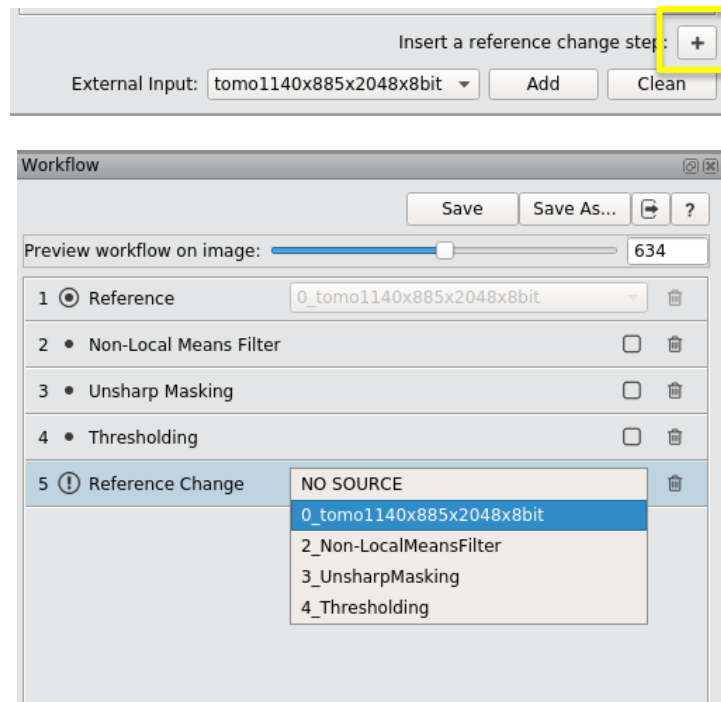 Insert a reference change step: +
External Input: tomo1140x885x2048x8bit Add Clean
Workflow
Save Save As... ?
Preview workflow on image: 634
1 Reference 0_tomo1140x885x2048x8bit
2 Non-Local Means Filter
3 Unsharp Masking
4 Thresholding
5 Reference Change NO SOURCE
0_tomo1140x885x2048x8bit
2_Non-LocalMeansFilter
3_UnsharpMasking
4_Thresholding